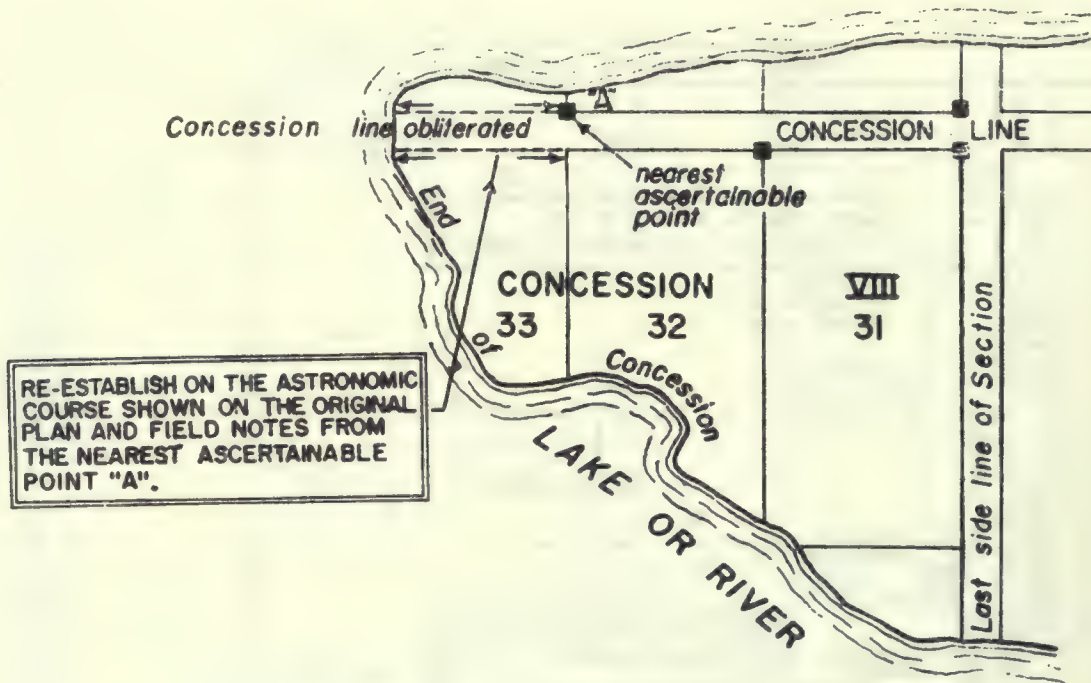 "A"
Concession line obliterated
CONCESSION LINE
nearest
ascertainable
point
End of Concession
CONCESSION VIII
33 32 31
RE-ESTABLISH ON THE ASTRONOMIC
COURSE SHOWN ON THE ORIGINAL
PLAN AND FIELD NOTES FROM
THE NEAREST ASCERTAINABLE
POINT "A".
LAKE OR RIVER
Last side line of Section